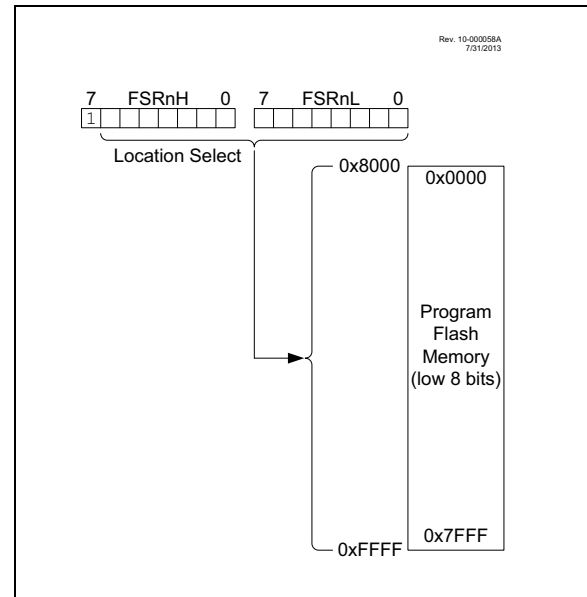 Rev. 10-000058A
7/31/2013
7 FSRnH 0 7 FSRnL 0
1
Location Select
0x8000 0x0000
Program
Flash
Memory
(low 8 bits)
0x7FFF
0xFFFF